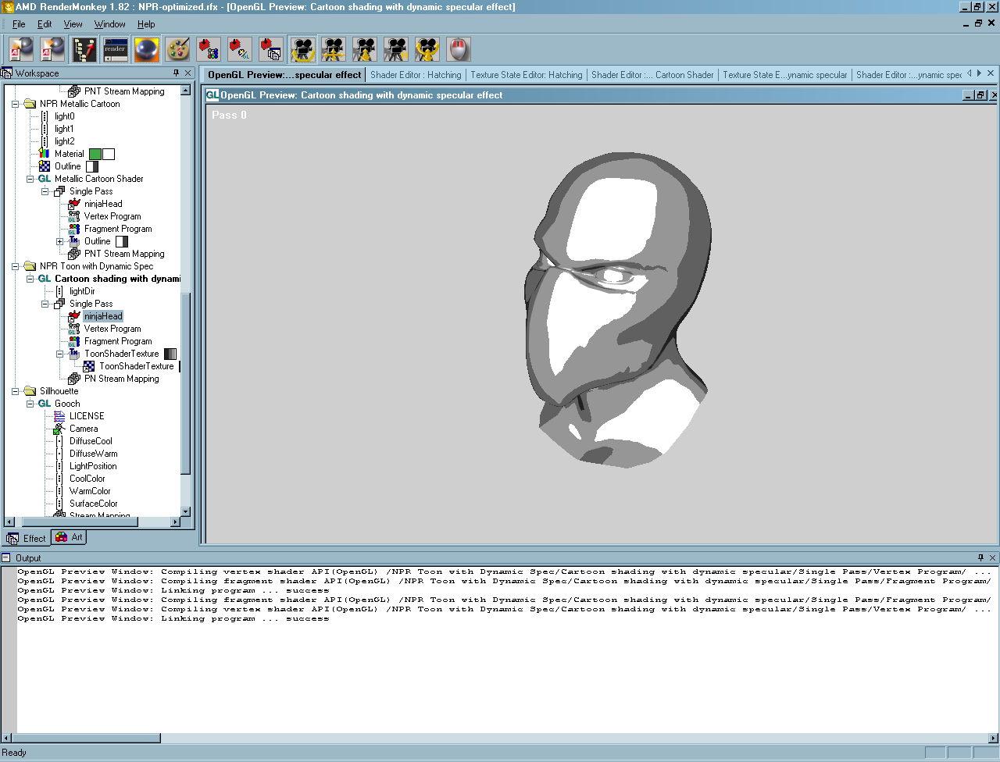 AMD RenderMonkey 1.82 : NPR-optimized.rfx - [OpenGL Preview: Cartoon shading with dynamic specular effect]
File Edit View Window Help
render
Workspace
PNT Stream Mapping
NPR Metallic Cartoon
light0
light1
light2
Material
Outline
GL Metallic Cartoon Shader
Single Pass
ninjaHead
Vertex Program
Fragment Program
Outline
PNT Stream Mapping
NPR Toon with Dynamic Spec
GL Cartoon shading with dynami
lightDir
Single Pass
ninjaHead
Vertex Program
Fragment Program
ToonShaderTexture
ToonShaderTexture
PN Stream Mapping
Sillhouette
GL Gooch
LICENSE
Camera
DiffuseCool
DiffuseWarm
LightPosition
CoolColor
WarmColor
SurfaceColor
Stream Mapping
Effect Art
OpenGL Preview:...specular effect Shader Editor : Hatching Texture State Editor: Hatching Shader Editor :... Cartoon Shader Texture State E...ynamic specular Shader Editor :...ynamic spec
GL OpenGL Preview: Cartoon shading with dynamic specular effect
Pass 0
Output
OpenGL Preview Window: Compiling vertex shader API(OpenGL) /NPR Toon with Dynamic Spec/Cartoon shading with dynamic specular/Single Pass/Vertex Program/ ...
OpenGL Preview Window: Compiling fragment shader API(OpenGL) /NPR Toon with Dynamic Spec/Cartoon shading with dynamic specular/Single Pass/Fragment Program/
OpenGL Preview Window: Linking program ... success
OpenGL Preview Window: Compiling fragment shader API(OpenGL) /NPR Toon with Dynamic Spec/Cartoon shading with dynamic specular/Single Pass/Fragment Program/
OpenGL Preview Window: Compiling vertex shader API(OpenGL) /NPR Toon with Dynamic Spec/Cartoon shading with dynamic specular/Single Pass/Vertex Program/ ...
OpenGL Preview Window: Linking program ... success
Ready